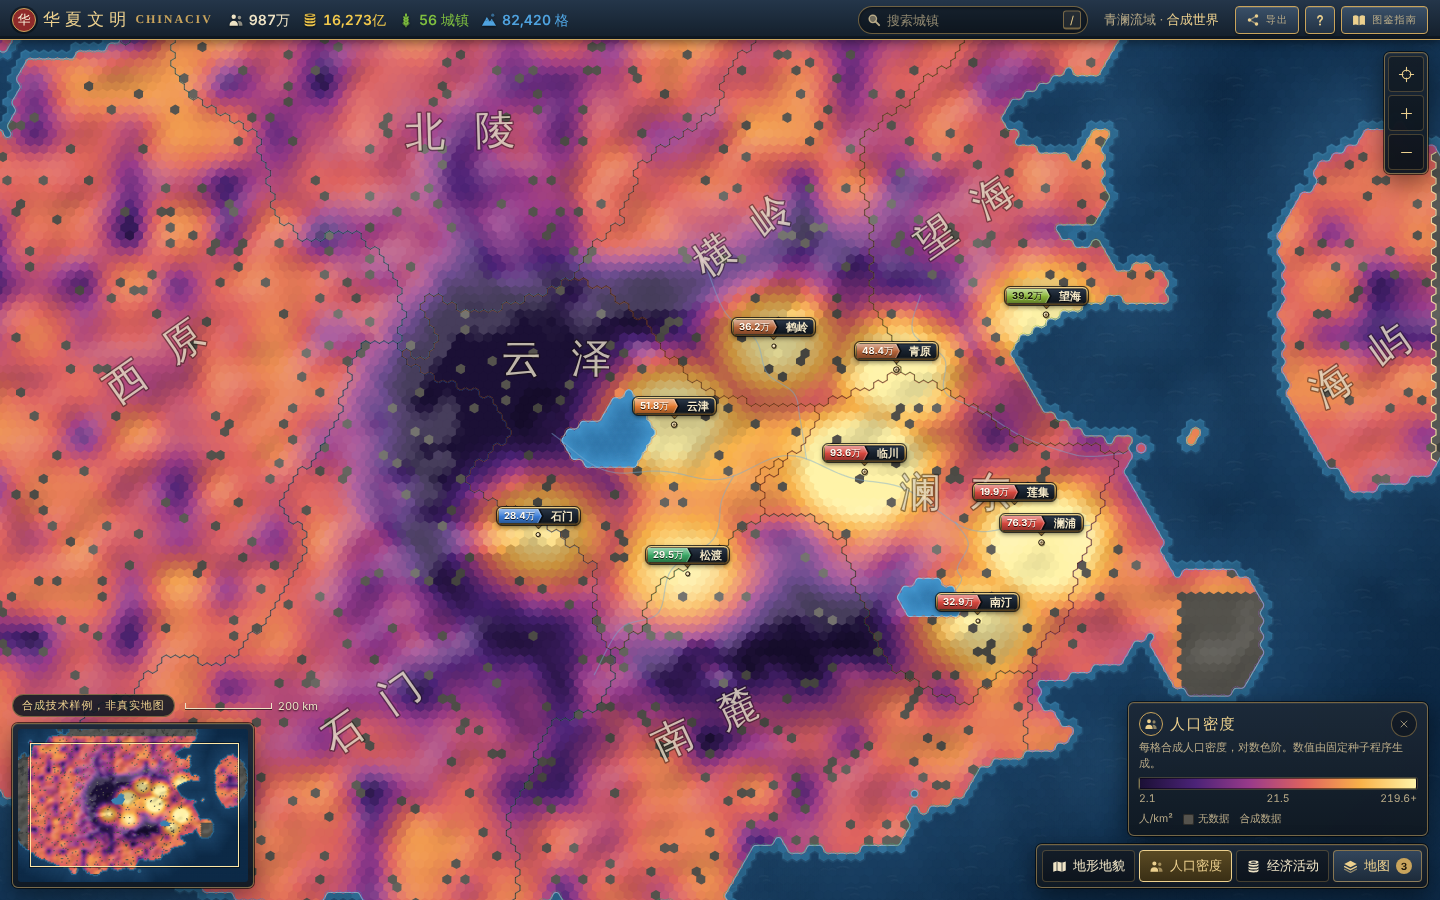 华 华夏文明 CHINACIV 987万 16,273亿 56 城镇 82,420 格 搜索城镇 / 青澜流域 · 合成世界 导出 ? 图鉴指南
北陵
横岭
望海
西原
云泽
海屿
澜东
石门
南麓
39.2万 望海
36.2万 鹤岭
48.4万 青原
51.8万 云津
93.6万 临川
19.9万 莲集
28.4万 石门
76.3万 澜浦
29.5万 松渡
32.9万 南汀
合成技术样例，非真实地图 200 km
人口密度
每格合成人口密度，对数色阶。数值由固定种子程序生
成。
2.1 21.5 219.6+
人/km² 无数据 合成数据
地形地貌 人口密度 经济活动 地图 3